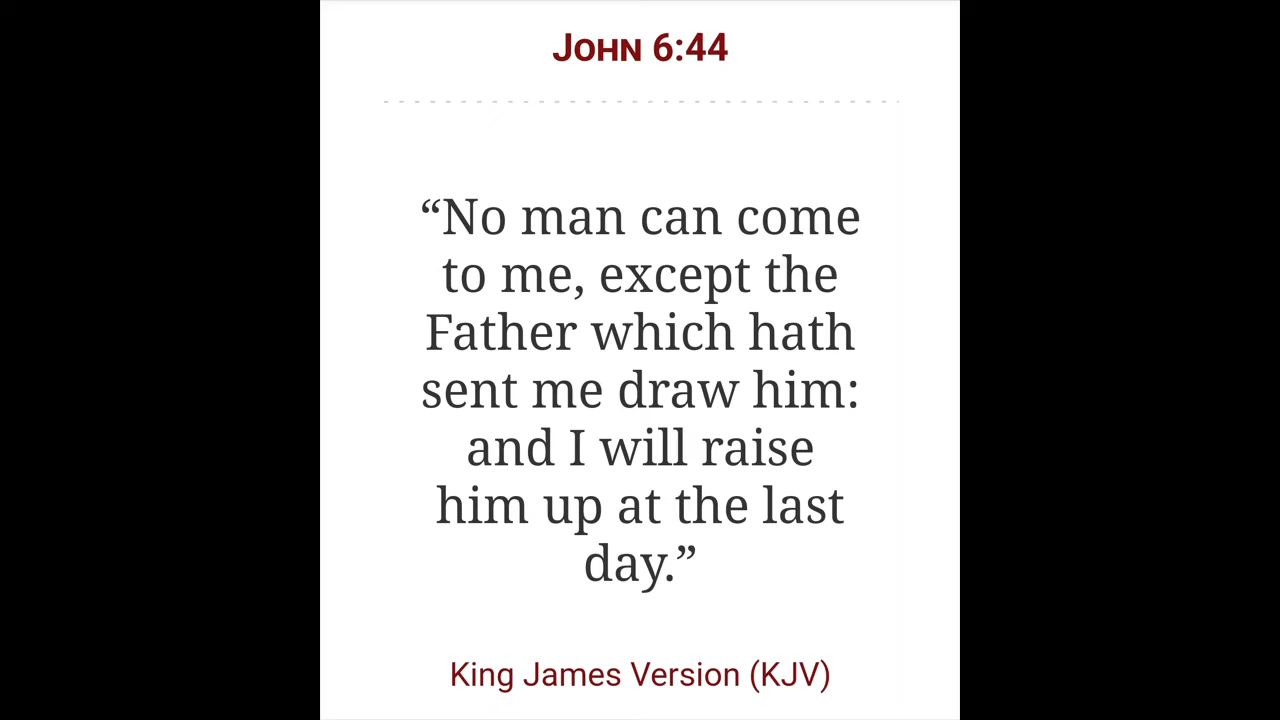 John 6:44
“No man can come
to me, except the
Father which hath
sent me draw him:
and I will raise
him up at the last
day.”
King James Version (KJV)